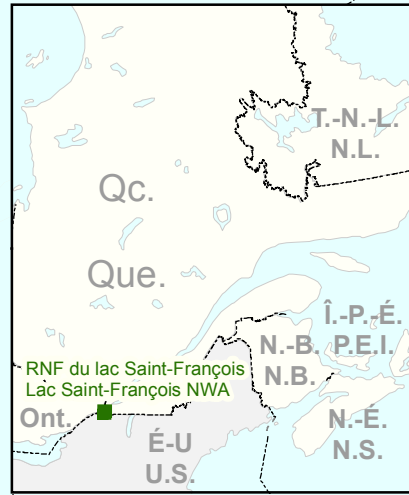 T.-N.-L.
N.L.
Qc.
Que.
Î.-P.-É.
P.E.I.
N.-B.
N.B.
RNF du lac Saint-François
Lac Saint-François NWA
Ont.
N.-É.
N.S.
É-U
U.S.